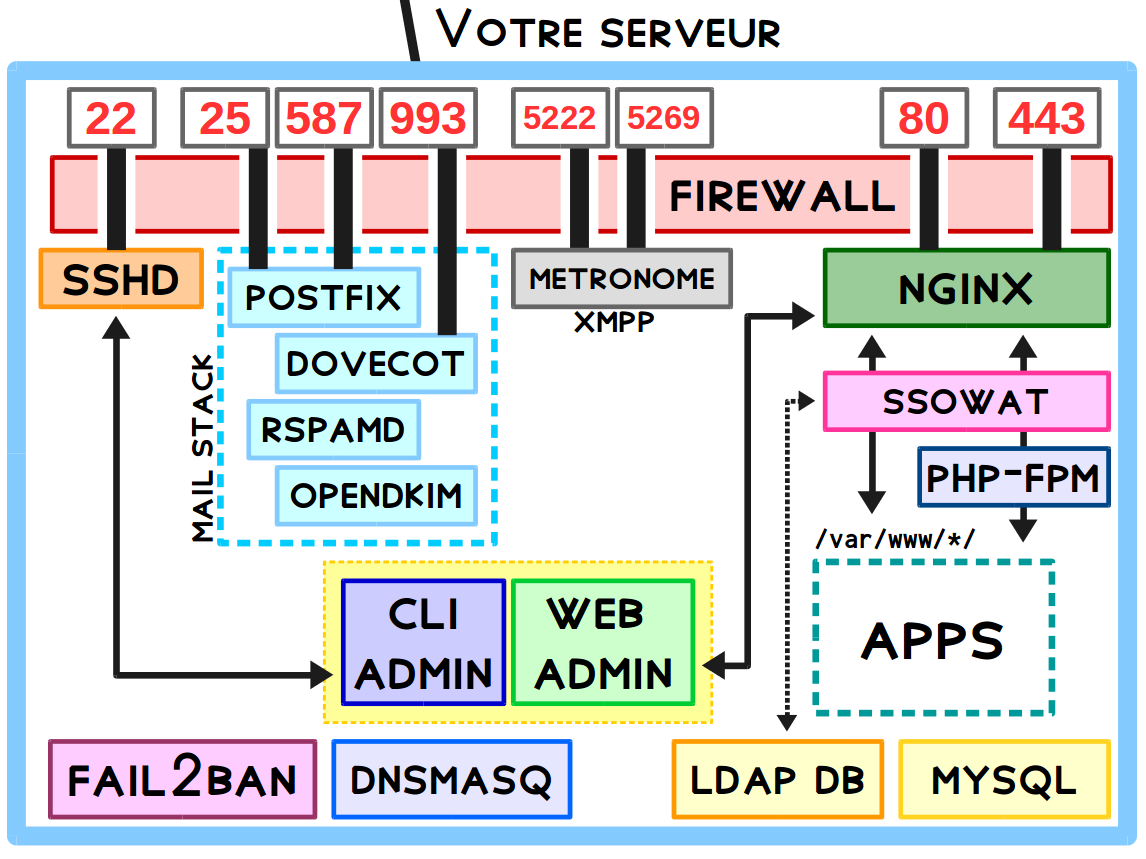 VOTRE SERVEUR
22 25 587 993 5222 5269 80 443
FIREWALL
SSHD
POSTFIX
DOVECOT
RSPAMD
OPENDKIM
MAIL STACK
METRONOME
XMPP
NGINX
SSOWAT
PHP-FPM
/var/www/*/
APPS
CLI
ADMIN
WEB
ADMIN
FAIL2BAN
DNSMASQ
LDAP DB
MYSQL